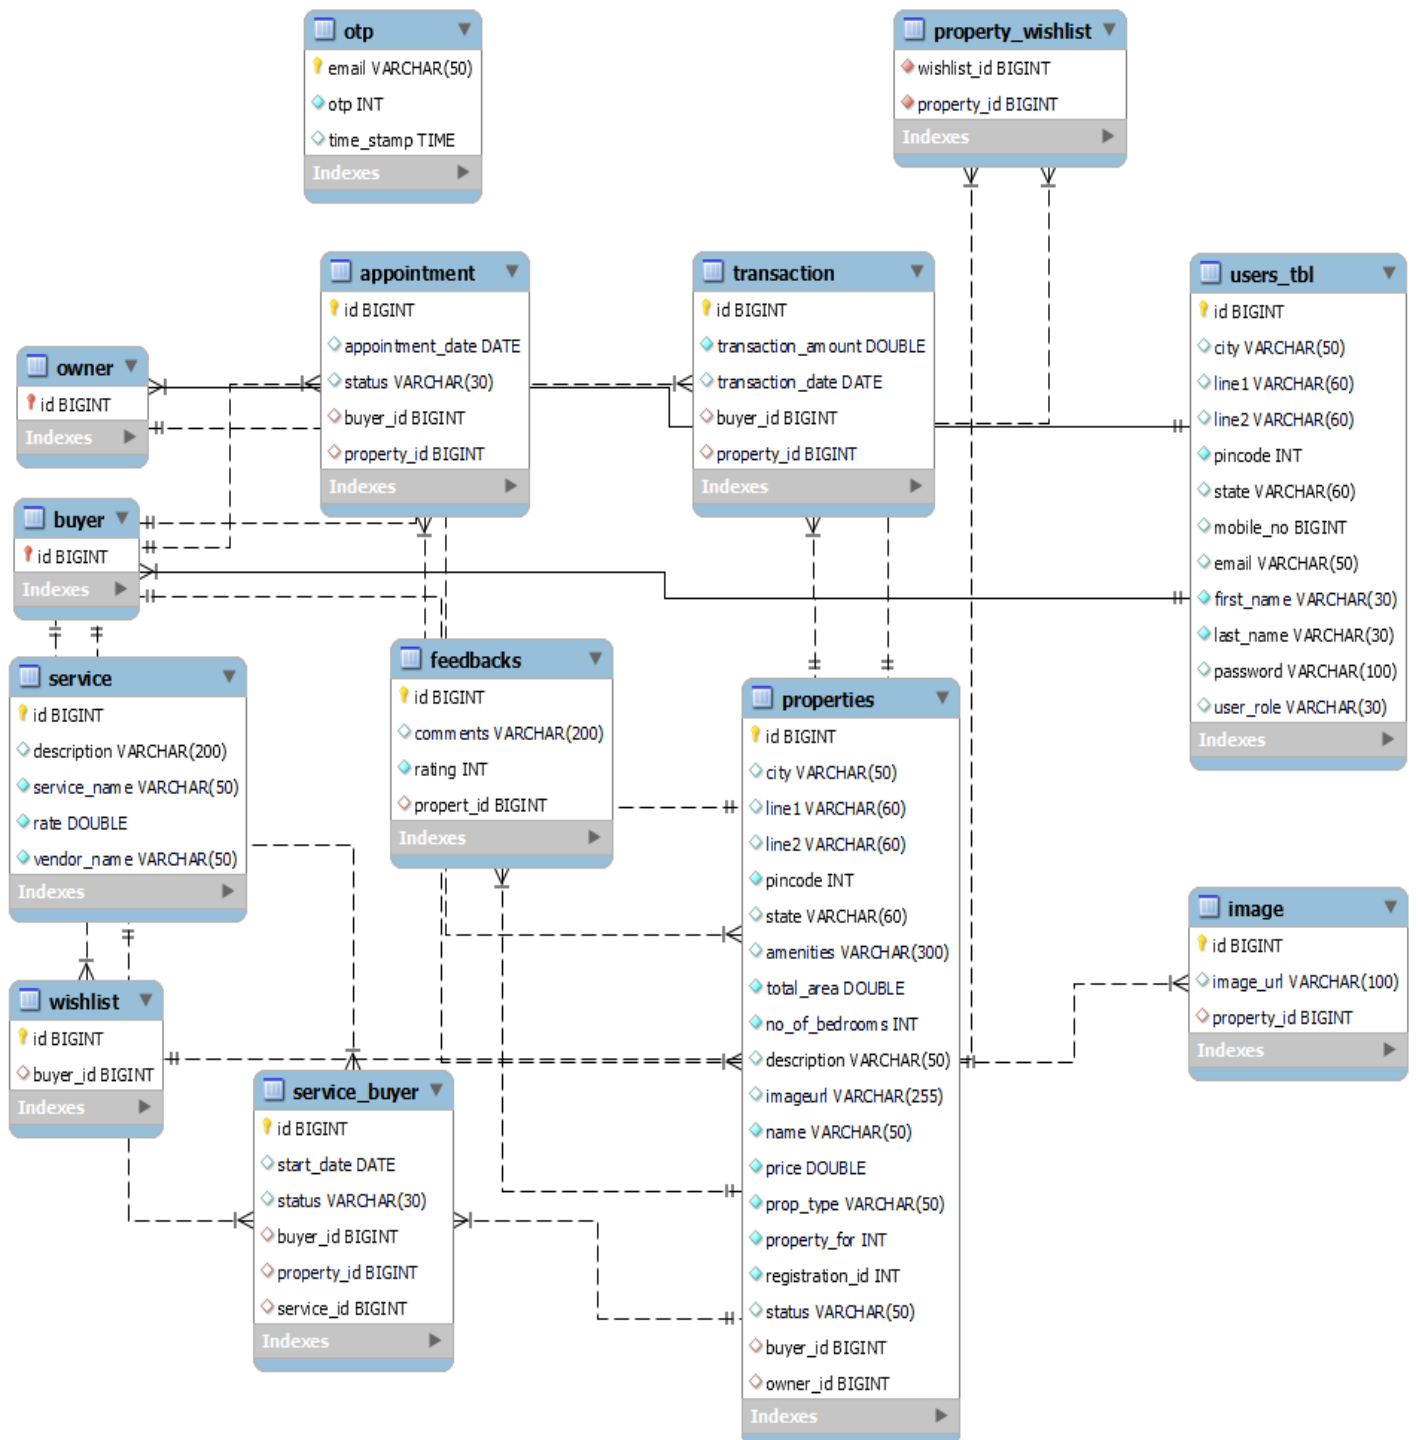 otp
email VARCHAR(50)
otp INT
time_stamp TIME
Indexes
property_wishlist
wishlist_id BIGINT
property_id BIGINT
Indexes
appointment
id BIGINT
appointment_date DATE
status VARCHAR(30)
buyer_id BIGINT
property_id BIGINT
Indexes
transaction
id BIGINT
transaction_amount DOUBLE
transaction_date DATE
buyer_id BIGINT
property_id BIGINT
Indexes
users_tbl
id BIGINT
city VARCHAR(50)
line1 VARCHAR(60)
line2 VARCHAR(60)
pincode INT
state VARCHAR(60)
mobile_no BIGINT
email VARCHAR(50)
first_name VARCHAR(30)
last_name VARCHAR(30)
password VARCHAR(100)
user_role VARCHAR(30)
Indexes
owner
id BIGINT
Indexes
buyer
id BIGINT
Indexes
service
id BIGINT
description VARCHAR(200)
service_name VARCHAR(50)
rate DOUBLE
vendor_name VARCHAR(50)
Indexes
feedbacks
id BIGINT
comments VARCHAR(200)
rating INT
propert_id BIGINT
Indexes
properties
id BIGINT
city VARCHAR(50)
line1 VARCHAR(60)
line2 VARCHAR(60)
pincode INT
state VARCHAR(60)
amenities VARCHAR(300)
total_area DOUBLE
no_of_bedrooms INT
description VARCHAR(50)
imageurl VARCHAR(255)
name VARCHAR(50)
price DOUBLE
prop_type VARCHAR(50)
property_for INT
registration_id INT
status VARCHAR(50)
buyer_id BIGINT
owner_id BIGINT
Indexes
image
id BIGINT
image_url VARCHAR(100)
property_id BIGINT
Indexes
wishlist
id BIGINT
buyer_id BIGINT
Indexes
service_buyer
id BIGINT
start_date DATE
status VARCHAR(30)
buyer_id BIGINT
property_id BIGINT
service_id BIGINT
Indexes